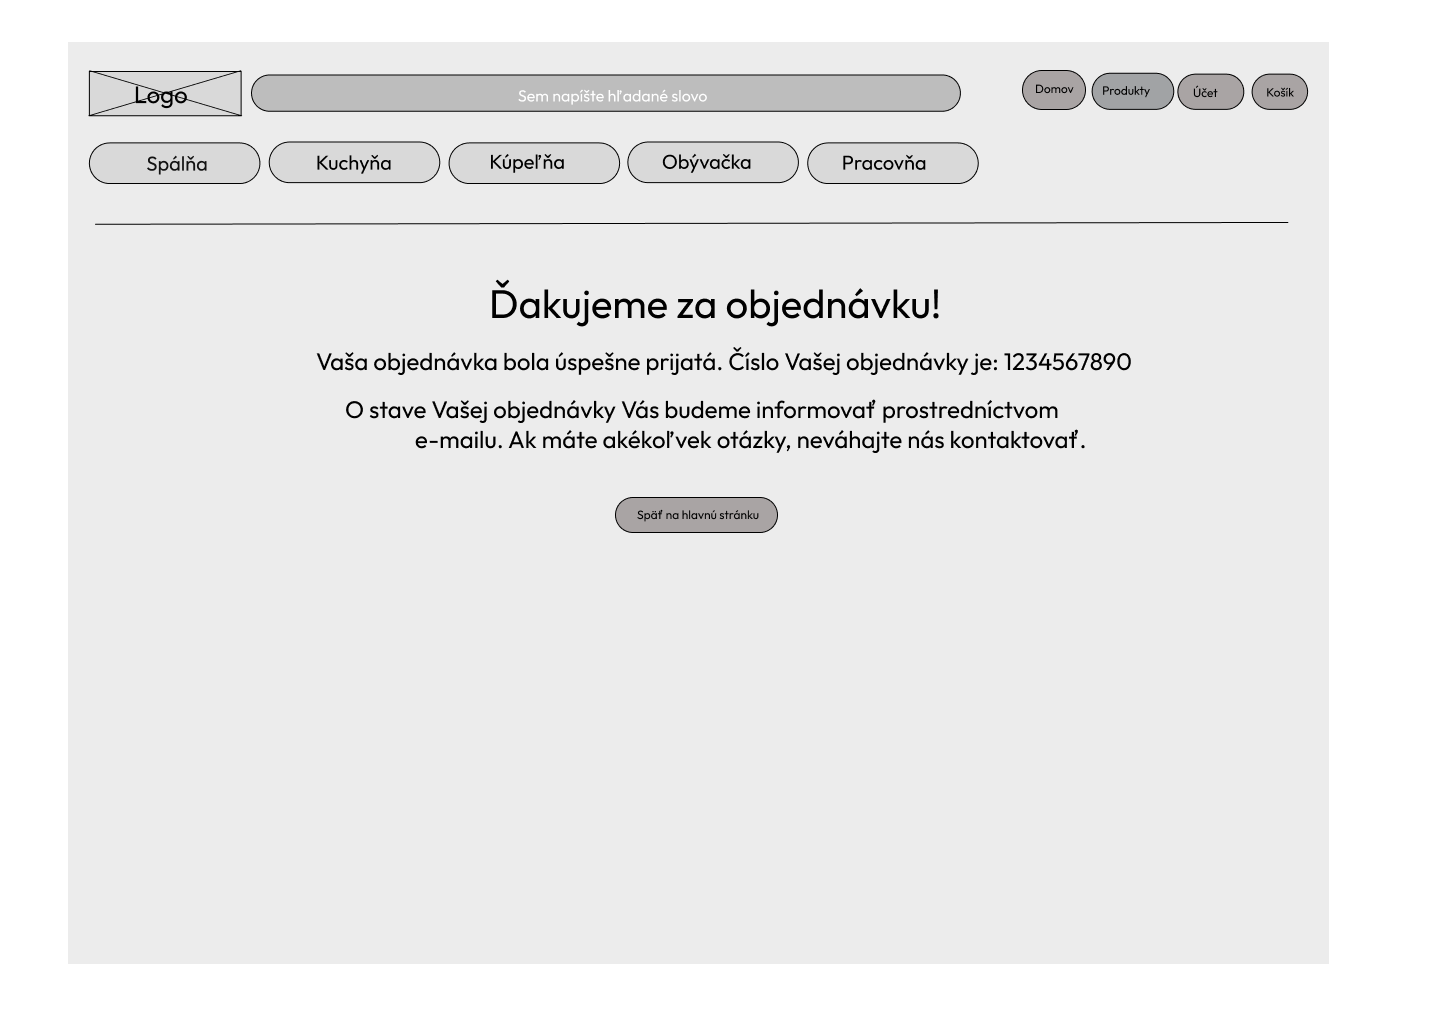 Logo
Sem napíšte hľadané slovo
Domov
Produkty
Účet
Košík
Spálňa
Kuchyňa
Kúpeľňa
Obývačka
Pracovňa
Ďakujeme za objednávku!
Vaša objednávka bola úspešne prijatá. Číslo Vašej objednávky je: 1234567890
O stave Vašej objednávky Vás budeme informovať prostredníctvom
e-mailu. Ak máte akékoľvek otázky, neváhajte nás kontaktovať.
Späť na hlavnú stránku